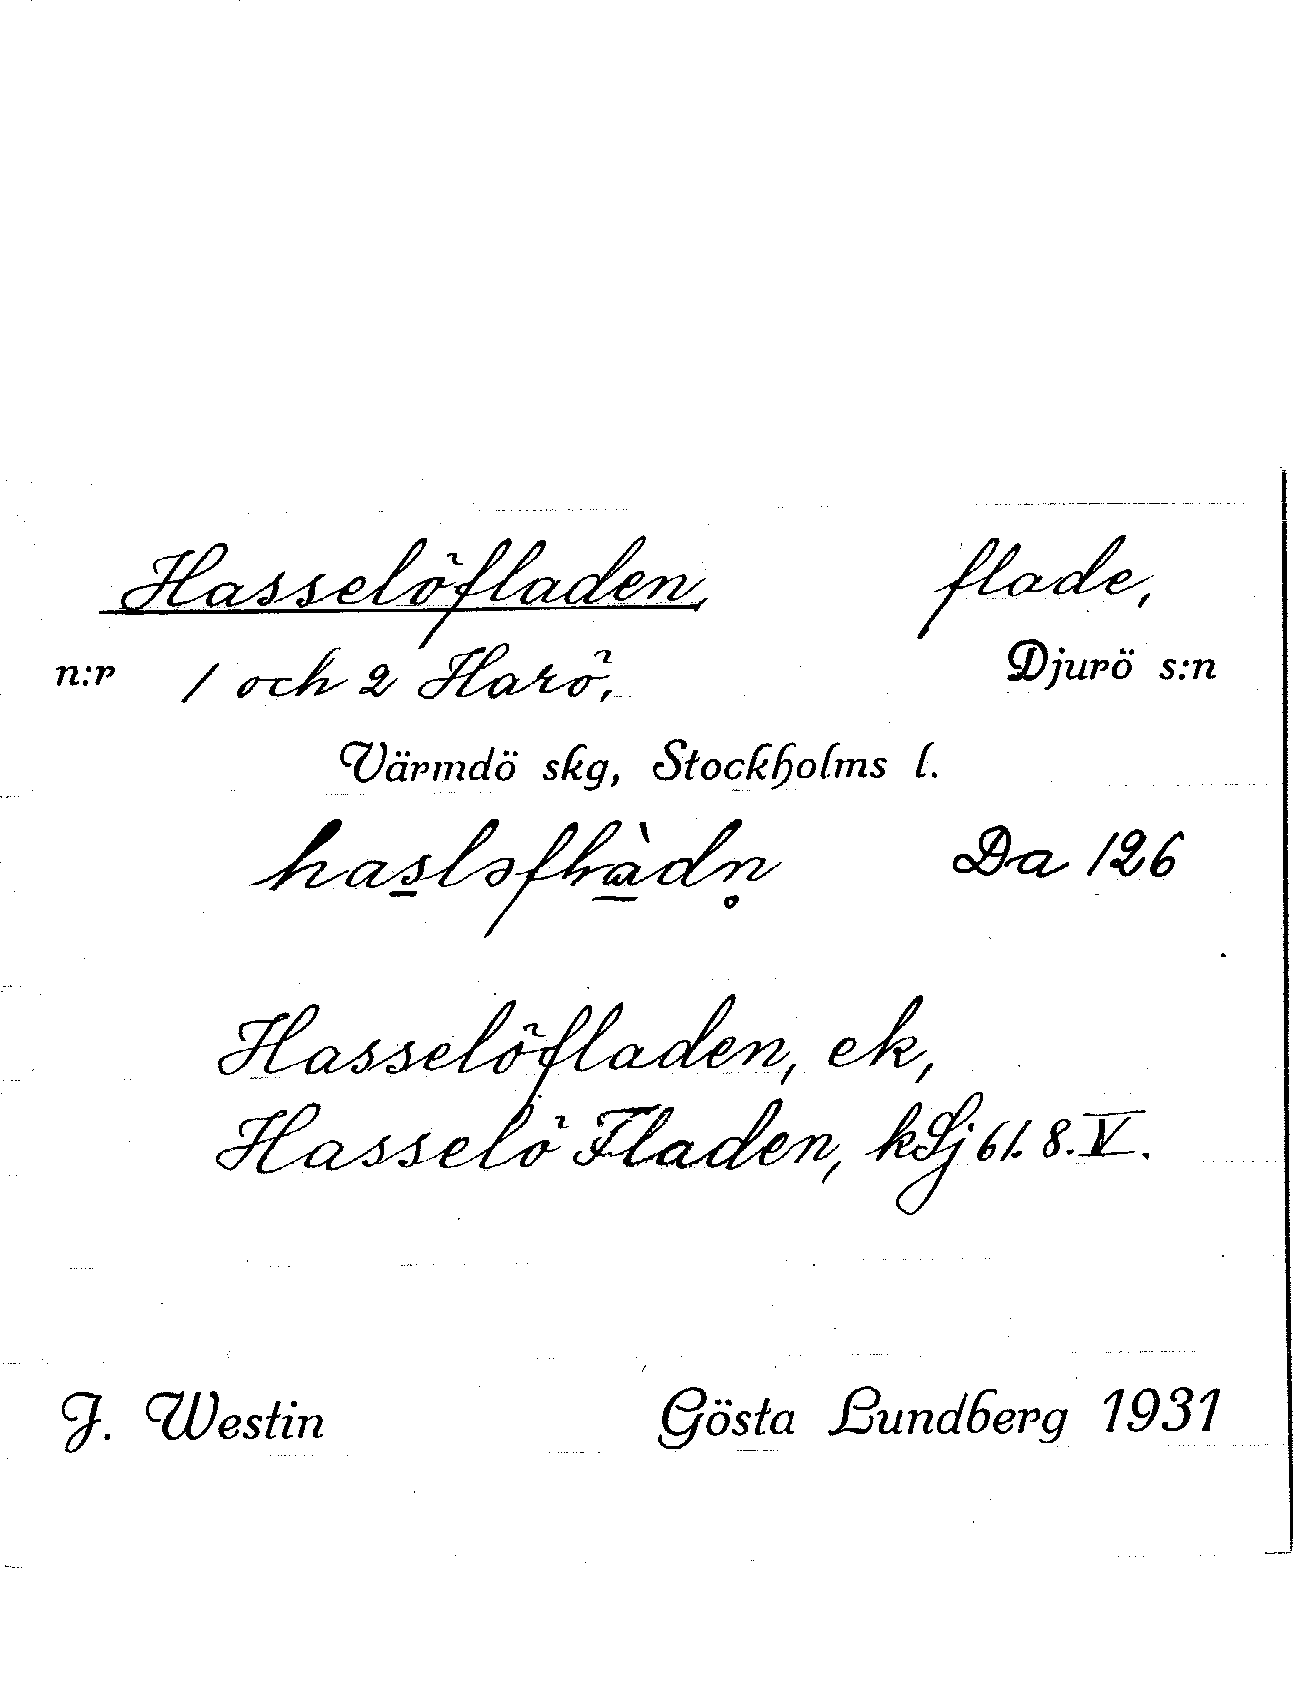 Hasselöfladen, flade,
n:r 1 och 2 Harö, Djurö s:n
Värmdö skg, Stockholms l.
Da 126
Hasselöfladen, ek,
Hasselö Fladen, kSj 61. 8. V.
J. Westin Gösta Lundberg 1931